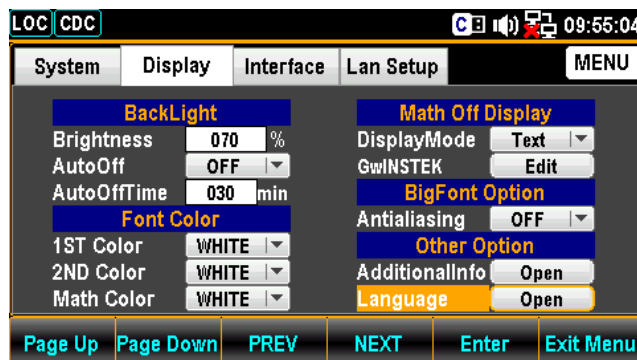 LOC CDC C 09:55:04
System Display Interface Lan Setup MENU
BackLight
Brightness 070 %
AutoOff OFF
AutoOffTime 030 min
Font Color
1ST Color WHITE
2ND Color WHITE
Math Color WHITE
Math Off Display
DisplayMode Text
GWINSTEK Edit
BigFont Option
Antialiasing OFF
Other Option
AdditionalInfo Open
Language Open
Page Up Page Down PREV NEXT Enter Exit Menu